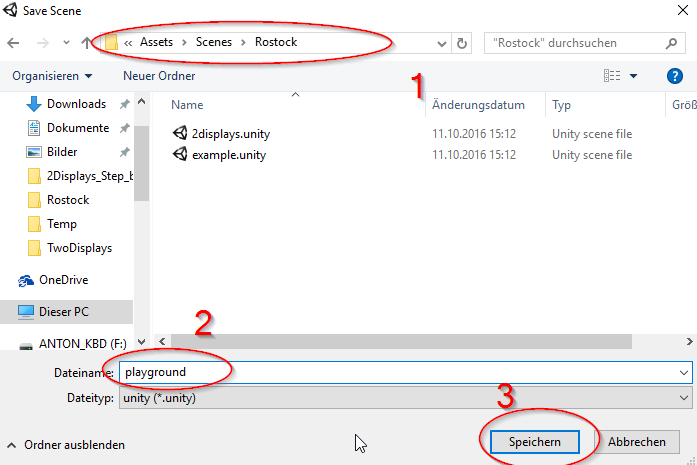 Save Scene
« Assets > Scenes > Rostock
"Rostock" durchsuchen
1
Organisieren
Neuer Ordner
Name
Änderungsdatum
Typ
Größ
Downloads
Dokumente
Bilder
2Displays_Step_b
Rostock
Temp
TwoDisplays
OneDrive
Dieser PC
ANTON_KBD (F:)
2displays.unity 11.10.2016 15:12 Unity scene file
example.unity 11.10.2016 15:12 Unity scene file
2
Dateiname: playground
Dateityp: unity (*.unity)
3
Ordner ausblenden
Speichern
Abbrechen